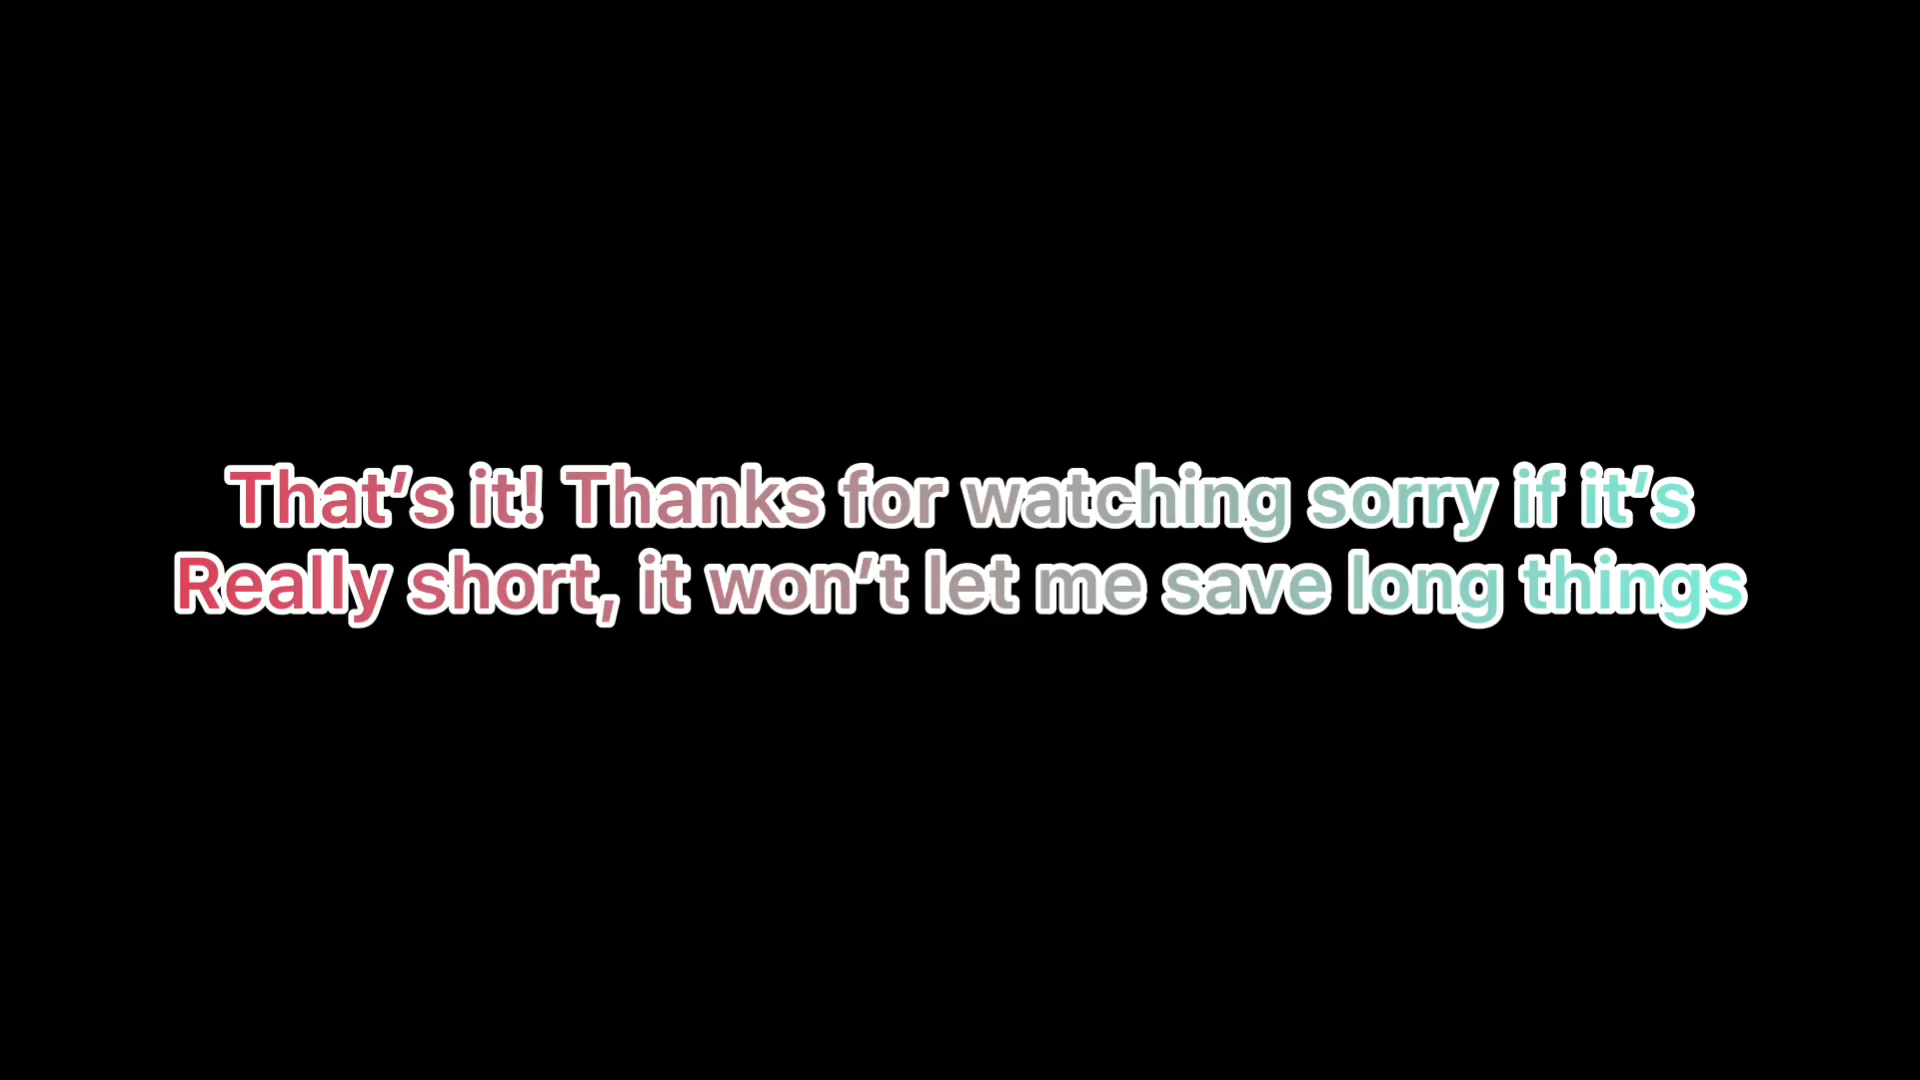 That’s it! Thanks for watching sorry if it’s
Really short, it won’t let me save long things